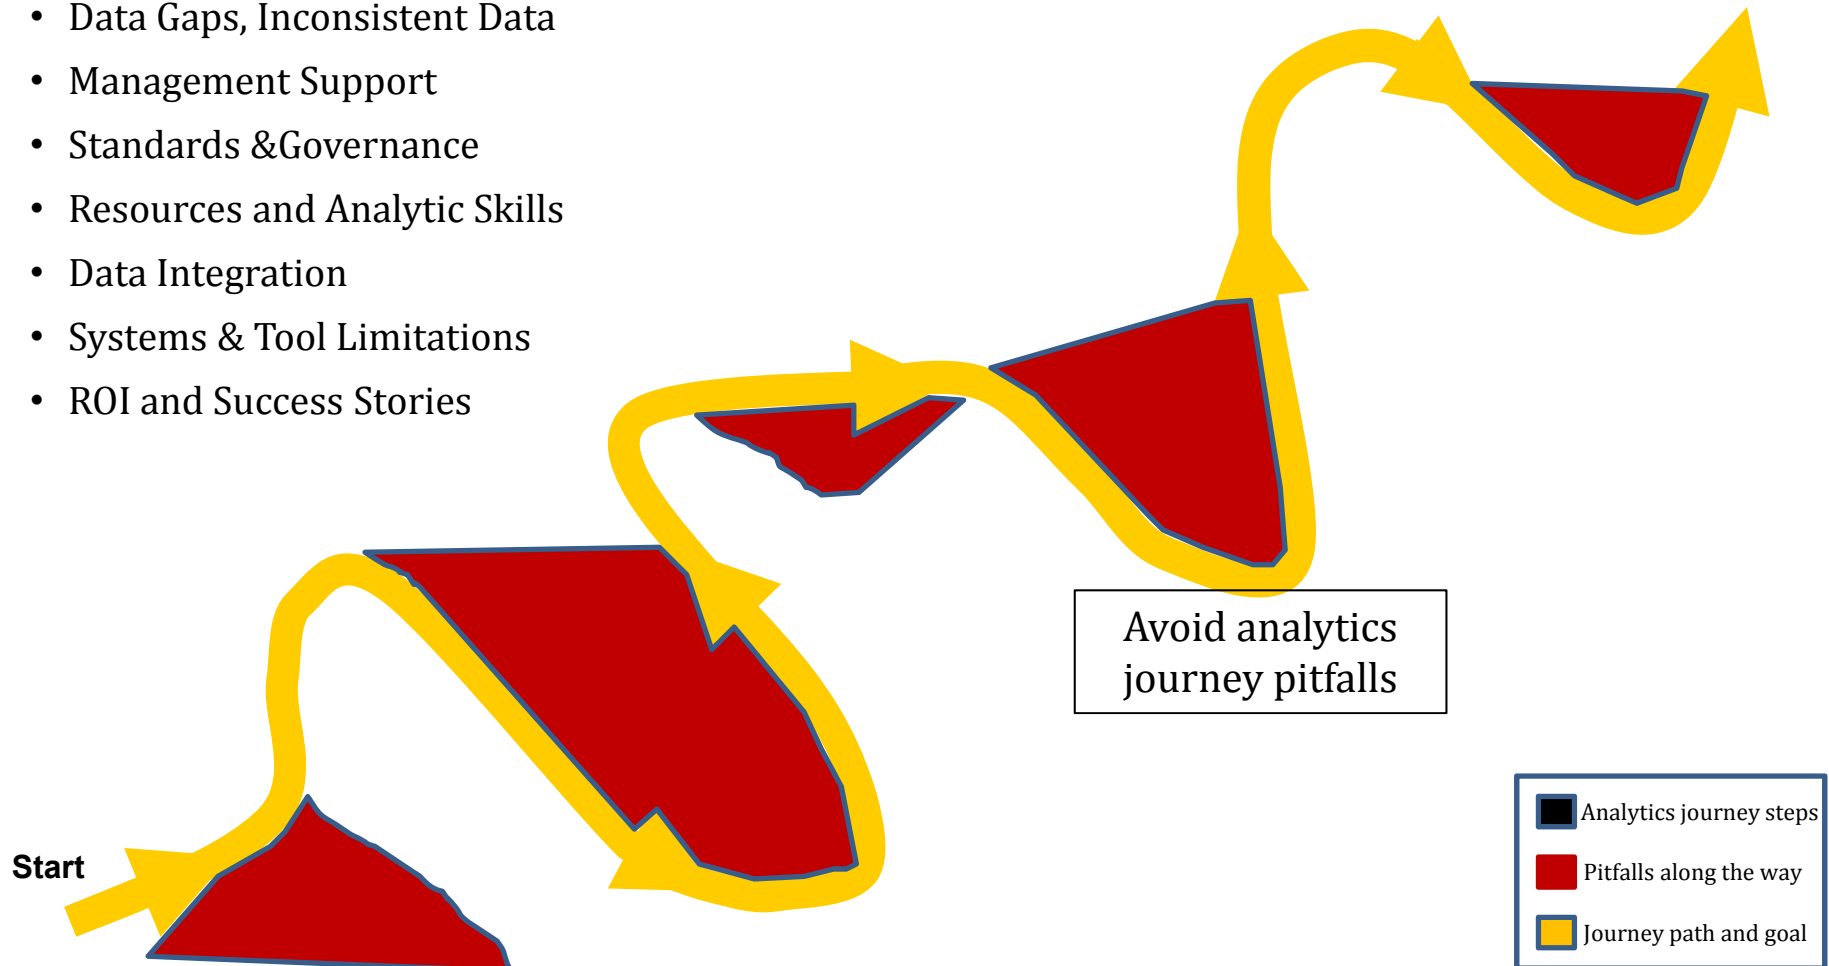 • Data Gaps, Inconsistent Data
• Management Support
• Standards &Governance
• Resources and Analytic Skills
• Data Integration
• Systems & Tool Limitations
• ROI and Success Stories
Avoid analytics
journey pitfalls
Start
Analytics journey steps
Pitfalls along the way
Journey path and goal